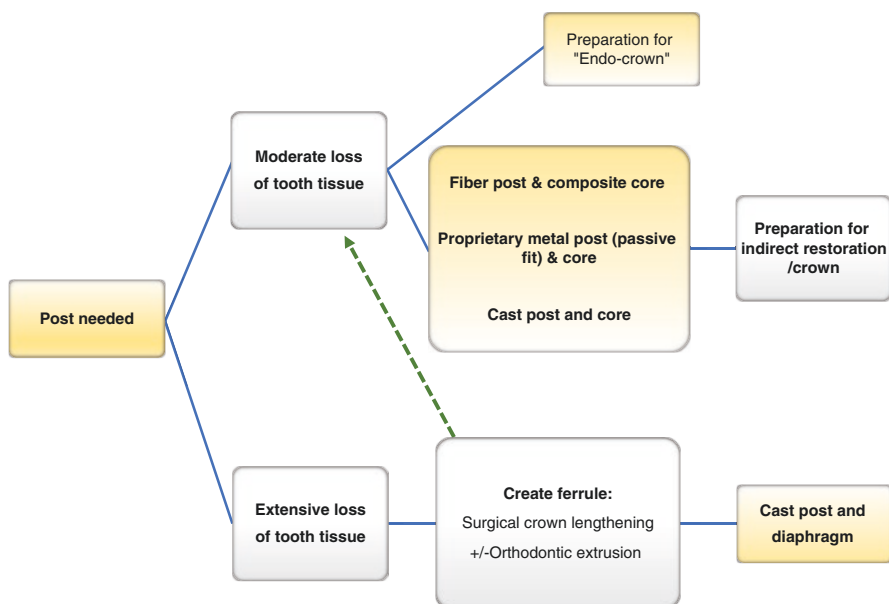 Preparation for
"Endo-crown"
Moderate loss
of tooth tissue
Fiber post & composite core
Proprietary metal post (passive
fit) & core
Cast post and core
Preparation for
indirect restoration
/crown
Post needed
Extensive loss
of tooth tissue
Create ferrule:
Surgical crown lengthening
+/-Orthodontic extrusion
Cast post and
diaphragm